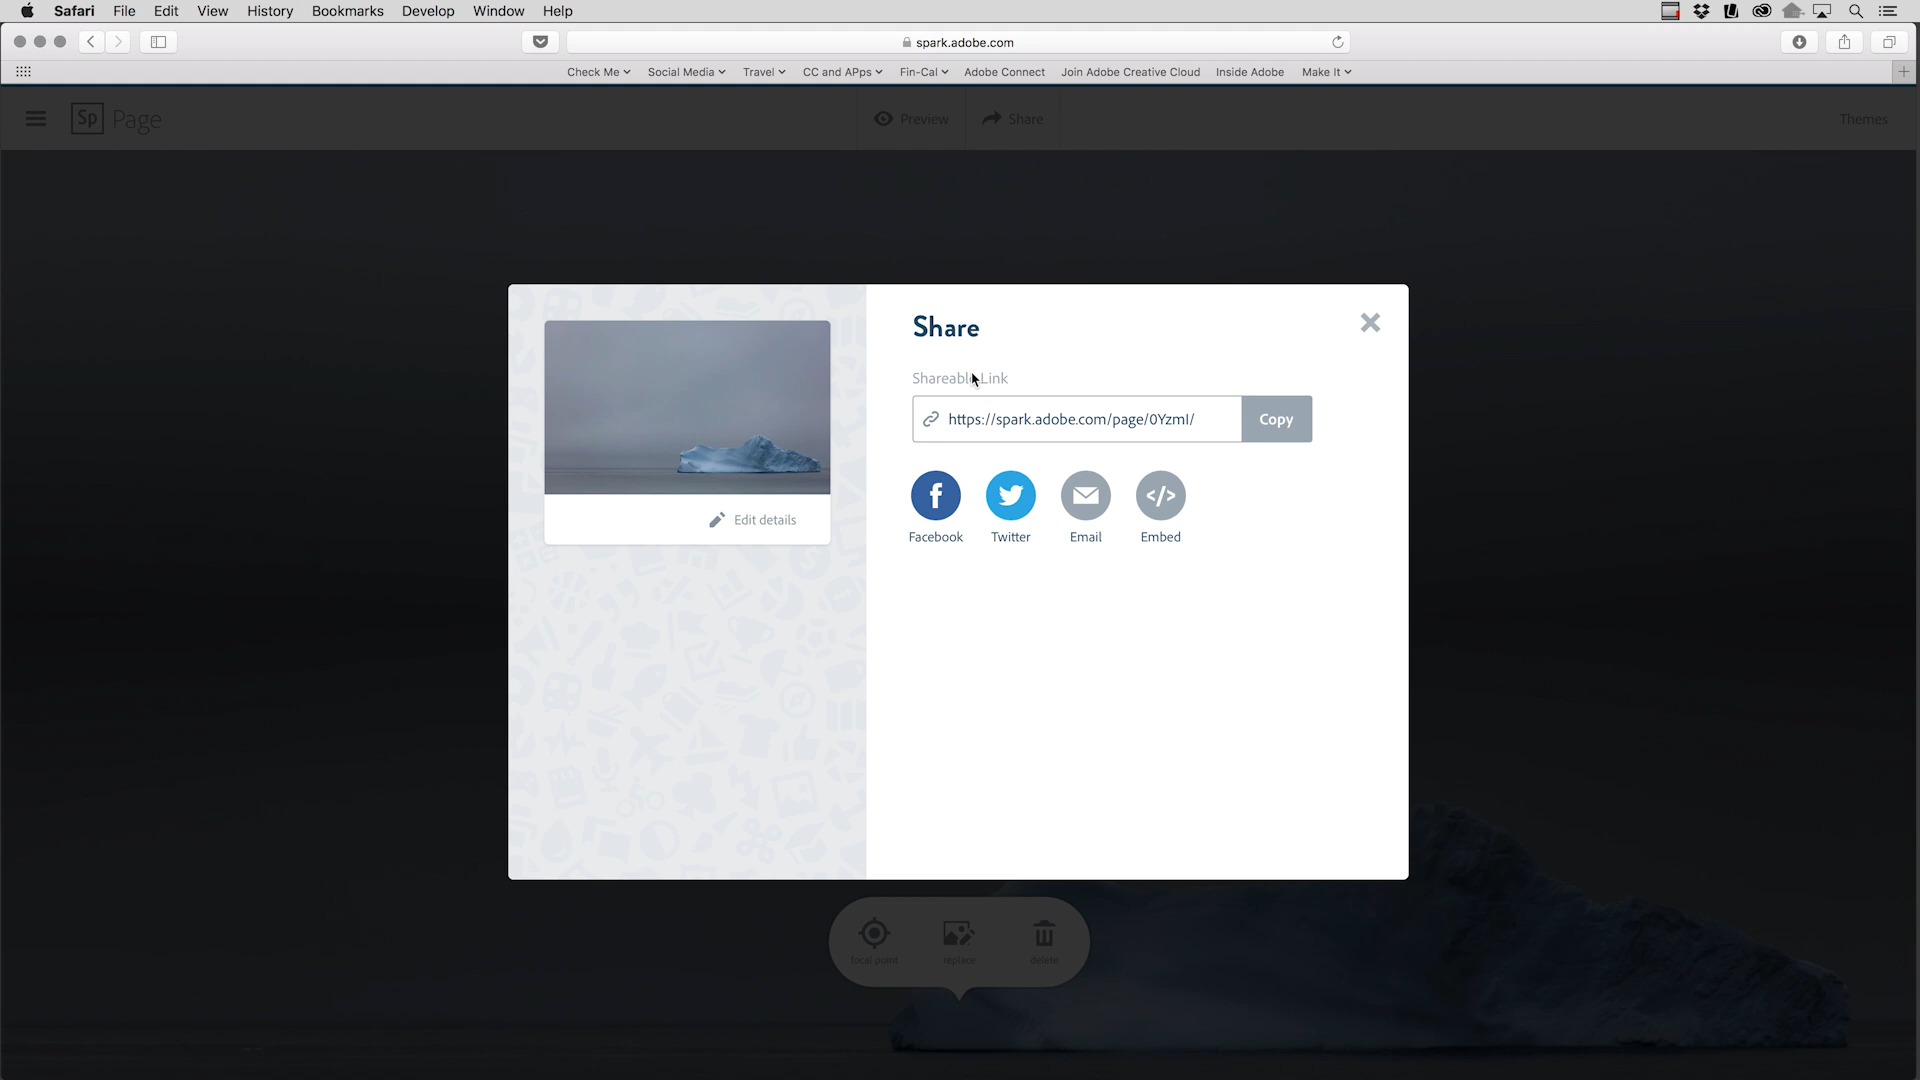 Safari File Edit View History Bookmarks Develop Window Help
spark.adobe.com
Check Me Social Media Travel CC and APps Fin-Cal Adobe Connect Join Adobe Creative Cloud Inside Adobe Make It
Sp Page Preview Share Themes
Share
Shareable Link
https://spark.adobe.com/page/0YzmI/ Copy
Edit details
Facebook Twitter Email Embed
focal point replace delete